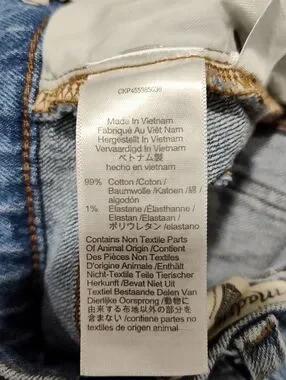 Made In Vietnam
Fabriqué Au Viêt Nam
Hergestellt In Vietnam
Vervaardigd In Vietnam
ベトナム製
hecho en vietnam
99% Cotton /Coton /
Baumwolle /Katoen /綿 /
algodón
1% Elastane /Élasthanne /
Elastan /Elastaan /
ポリウレタン /elastano
Contains Non Textile Parts
Of Animal Origin /Contient
Des Pièces Non Textiles
D'origine Animale /Enthält
Nicht-Textile Teile Tierischer
Herkunft /Bevat Niet Uit
Textiel Bestaande Delen Van
Dierlijke Oorsprong /動物に
由来する布地以外の部分を
含まない /contiene partes no
textiles de origen animal